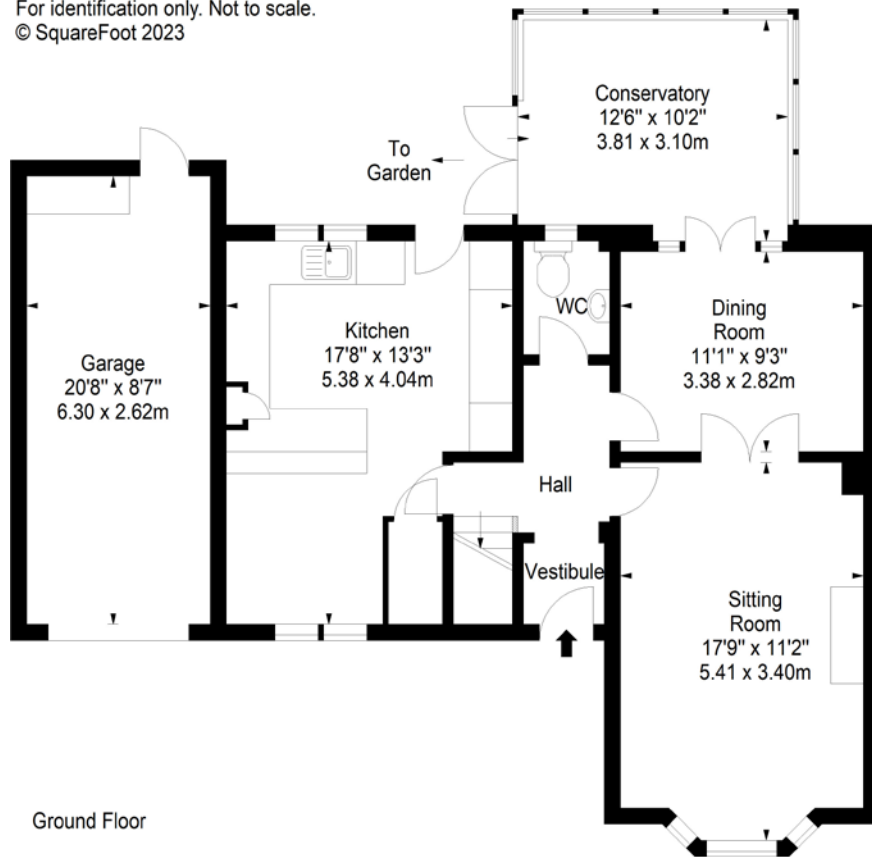 For identification only. Not to scale.
© SquareFoot 2023
Conservatory
12'6" x 10'2"
3.81 x 3.10m
To
Garden
Garage
20'8" x 8'7"
6.30 x 2.62m
Kitchen
17'8" x 13'3"
5.38 x 4.04m
WC
Dining
Room
11'1" x 9'3"
3.38 x 2.82m
Hall
Vestibule
Sitting
Room
17'9" x 11'2"
5.41 x 3.40m
Ground Floor